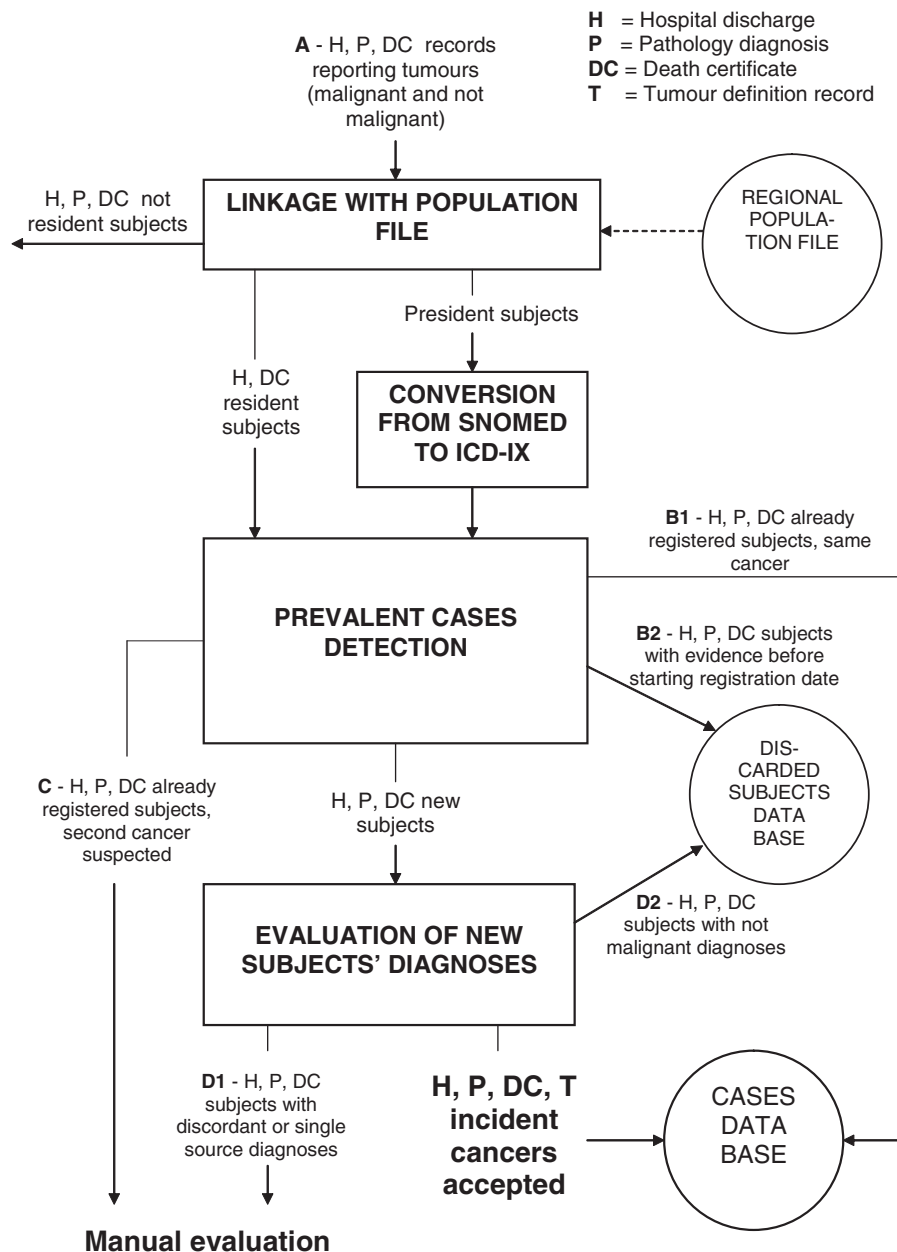 H = Hospital discharge
P = Pathology diagnosis
DC = Death certificate
T = Tumour definition record
A - H, P, DC records
reporting tumours
(malignant and not
malignant)
H, P, DC not
resident subjects
LINKAGE WITH POPULATION
FILE
REGIONAL
POPULA-
TION FILE
President subjects
H, DC
resident
subjects
CONVERSION
FROM SNOMED
TO ICD-IX
B1 - H, P, DC already
registered subjects, same
cancer
PREVALENT CASES
DETECTION
B2 - H, P, DC subjects
with evidence before
starting registration date
DIS-
CARDED
SUBJECTS
DATA
BASE
C - H, P, DC already
registered subjects,
second cancer
suspected
H, P, DC new
subjects
EVALUATION OF NEW
SUBJECTS’ DIAGNOSES
D2 - H, P, DC
subjects with not
malignant diagnoses
D1 - H, P, DC
subjects with
discordant or single
source diagnoses
H, P, DC, T
incident
cancers
accepted
CASES
DATA
BASE
Manual evaluation